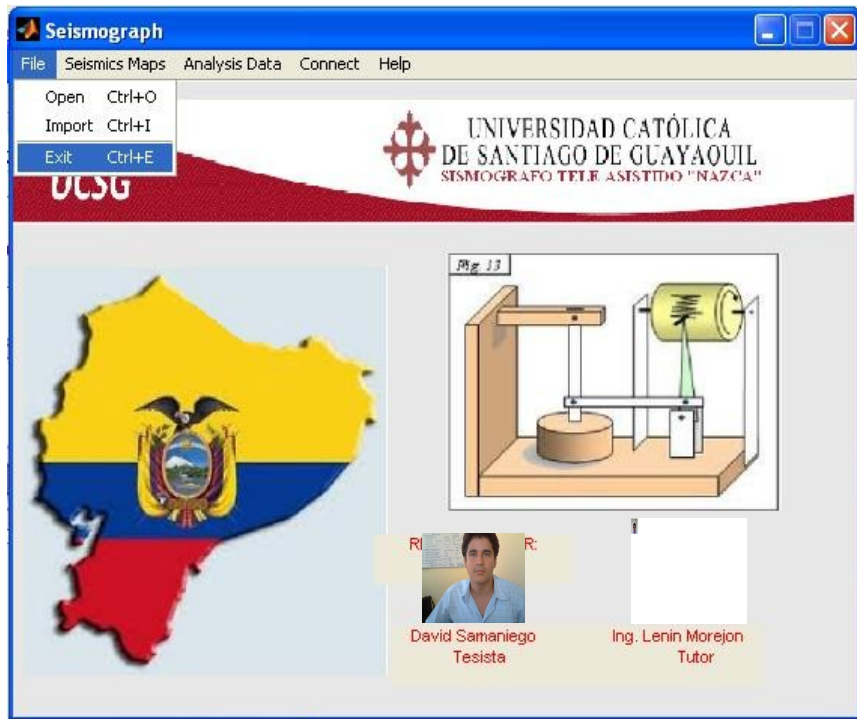 Seismograph
File Seismics Maps Analysis Data Connect Help
Open Ctrl+O
Import Ctrl+I
Exit Ctrl+E
UCSG
UNIVERSIDAD CATÓLICA
DE SANTIAGO DE GUAYAQUIL
SISMOGRAFO TELE ASISTIDO "NAZCA"
Fig 13
R:
David Samaniego
Tesista
Ing. Lenin Morejon
Tutor